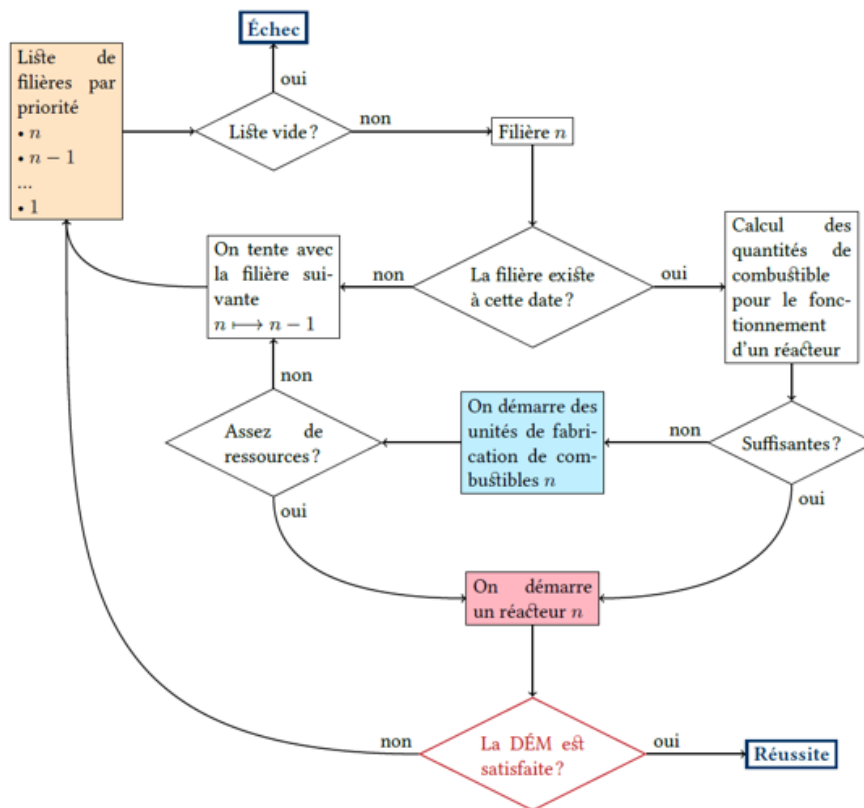 Échec
Liste de
filières par
priorité
• n
• n − 1
...
• 1
oui
Liste vide ?
non
Filière n
On tente avec
la filière sui-
vante
n ⟼ n − 1
non
La filière existe
à cette date ?
oui
Calcul des
quantités de
combustible
pour le fonc-
tionnement
d'un réacteur
non
Assez de
ressources ?
On démarre des
unités de fabri-
cation de com-
bustibles n
non
Suffisantes ?
oui
oui
On démarre
un réacteur n
non
La DÉM est
satisfaite ?
oui
Réussite